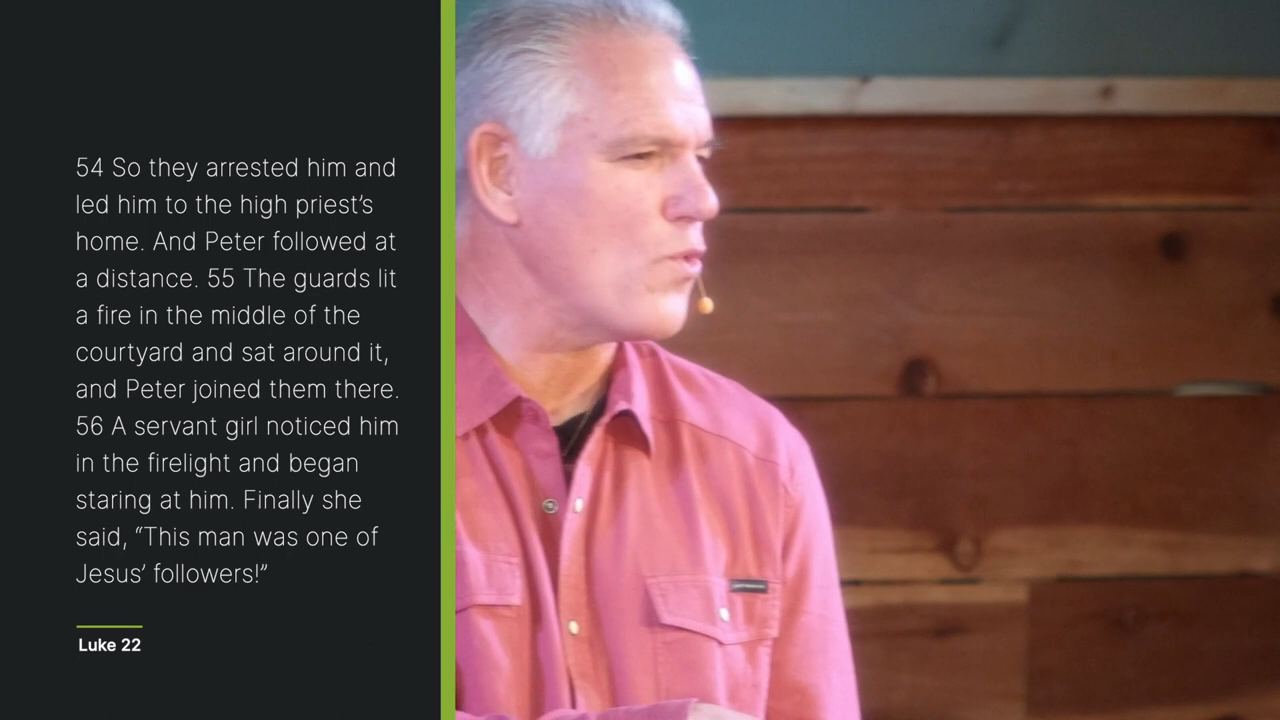 54 So they arrested him and
led him to the high priest’s
home. And Peter followed at
a distance. 55 The guards lit
a fire in the middle of the
courtyard and sat around it,
and Peter joined them there.
56 A servant girl noticed him
in the firelight and began
staring at him. Finally she
said, “This man was one of
Jesus’ followers!”
Luke 22